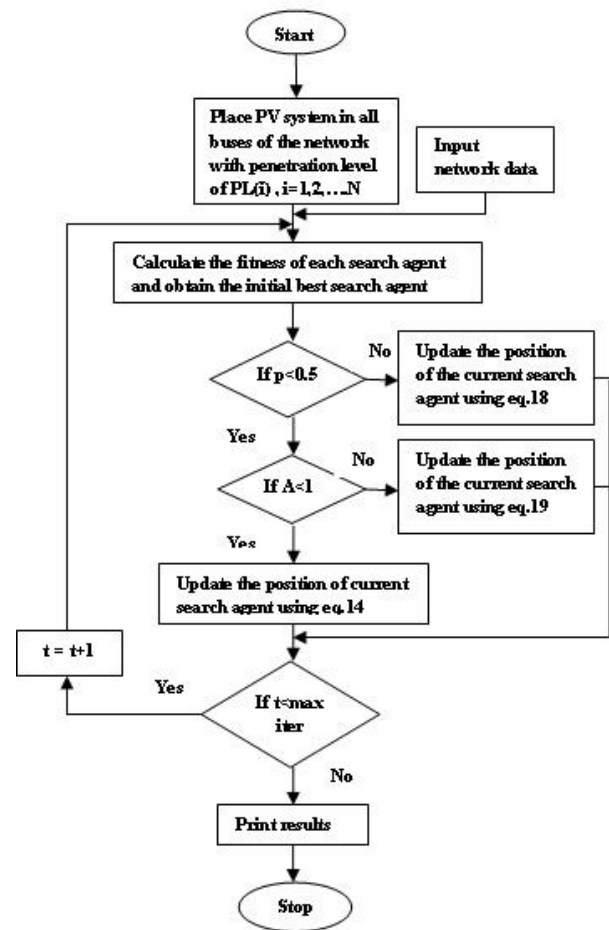 Start
Place PV system in all
buses of the network
with penetration level
of PL(i) , i=1,2,....N
Input
network data
Calculate the fitness of each search agent
and obtain the initial best search agent
If p<0.5
No
Update the position
of the current search
agent using eq.18
Yes
If A<1
No
Update the position
of the current search
agent using eq.19
Yes
Update the position of current
search agent using eq.14
t = t+1
Yes
If t<max
iter
No
Print results
Stop